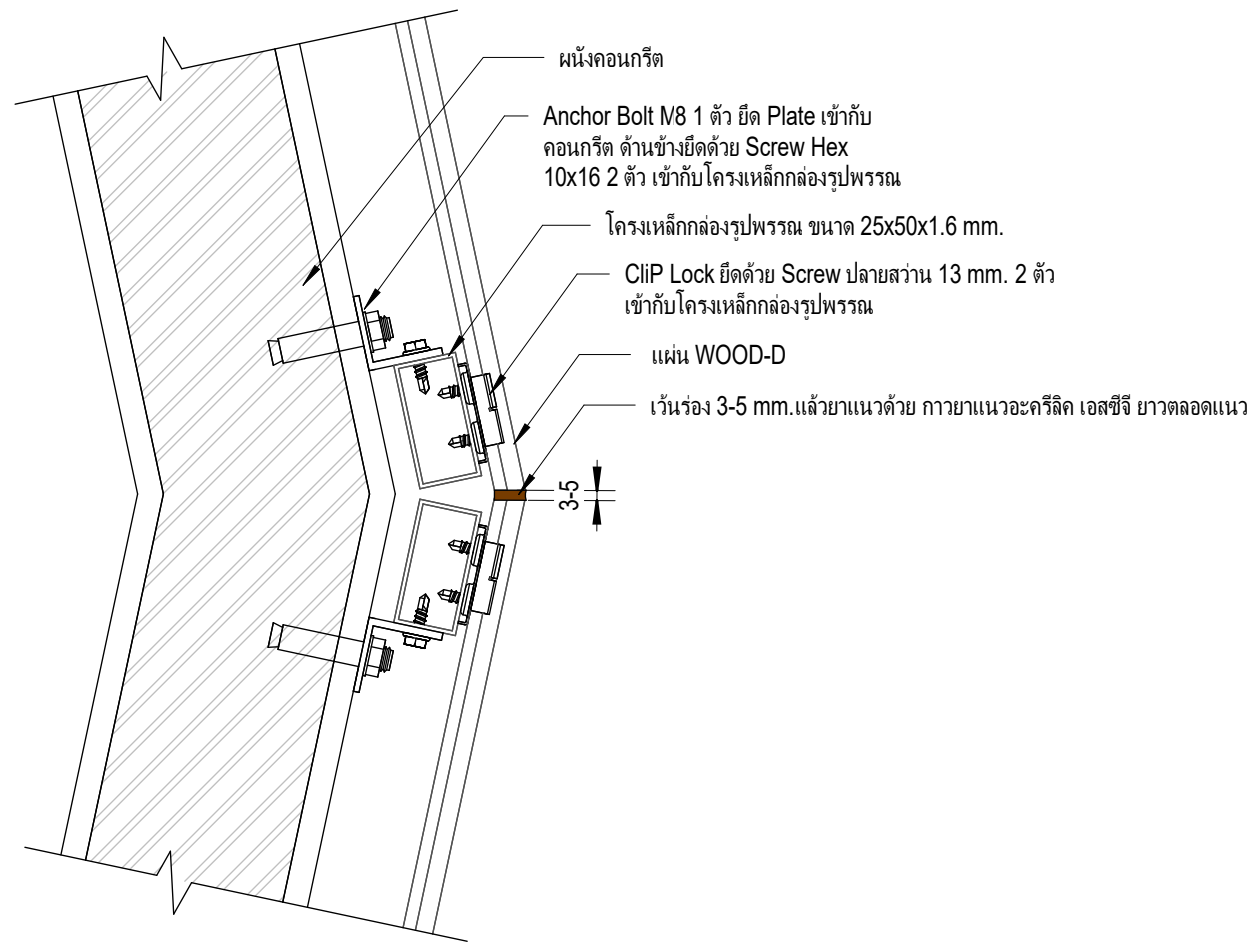 ผนังคอนกรีต
Anchor Bolt M8 1 ตัว ยึด Plate เข้ากับ
คอนกรีต ด้านข้างยึดด้วย Screw Hex
10x16 2 ตัว เข้ากับโครงเหล็กกล่องรูปพรรณ
โครงเหล็กกล่องรูปพรรณ ขนาด 25x50x1.6 mm.
CliP Lock ยึดด้วย Screw ปลายสว่าน 13 mm. 2 ตัว
เข้ากับโครงเหล็กกล่องรูปพรรณ
แผ่น WOOD-D
เว้นร่อง 3-5 mm.แล้วยาแนวด้วย กาวยาแนวอะครีลิค เอสซีจี ยาวตลอดแนว
3-5